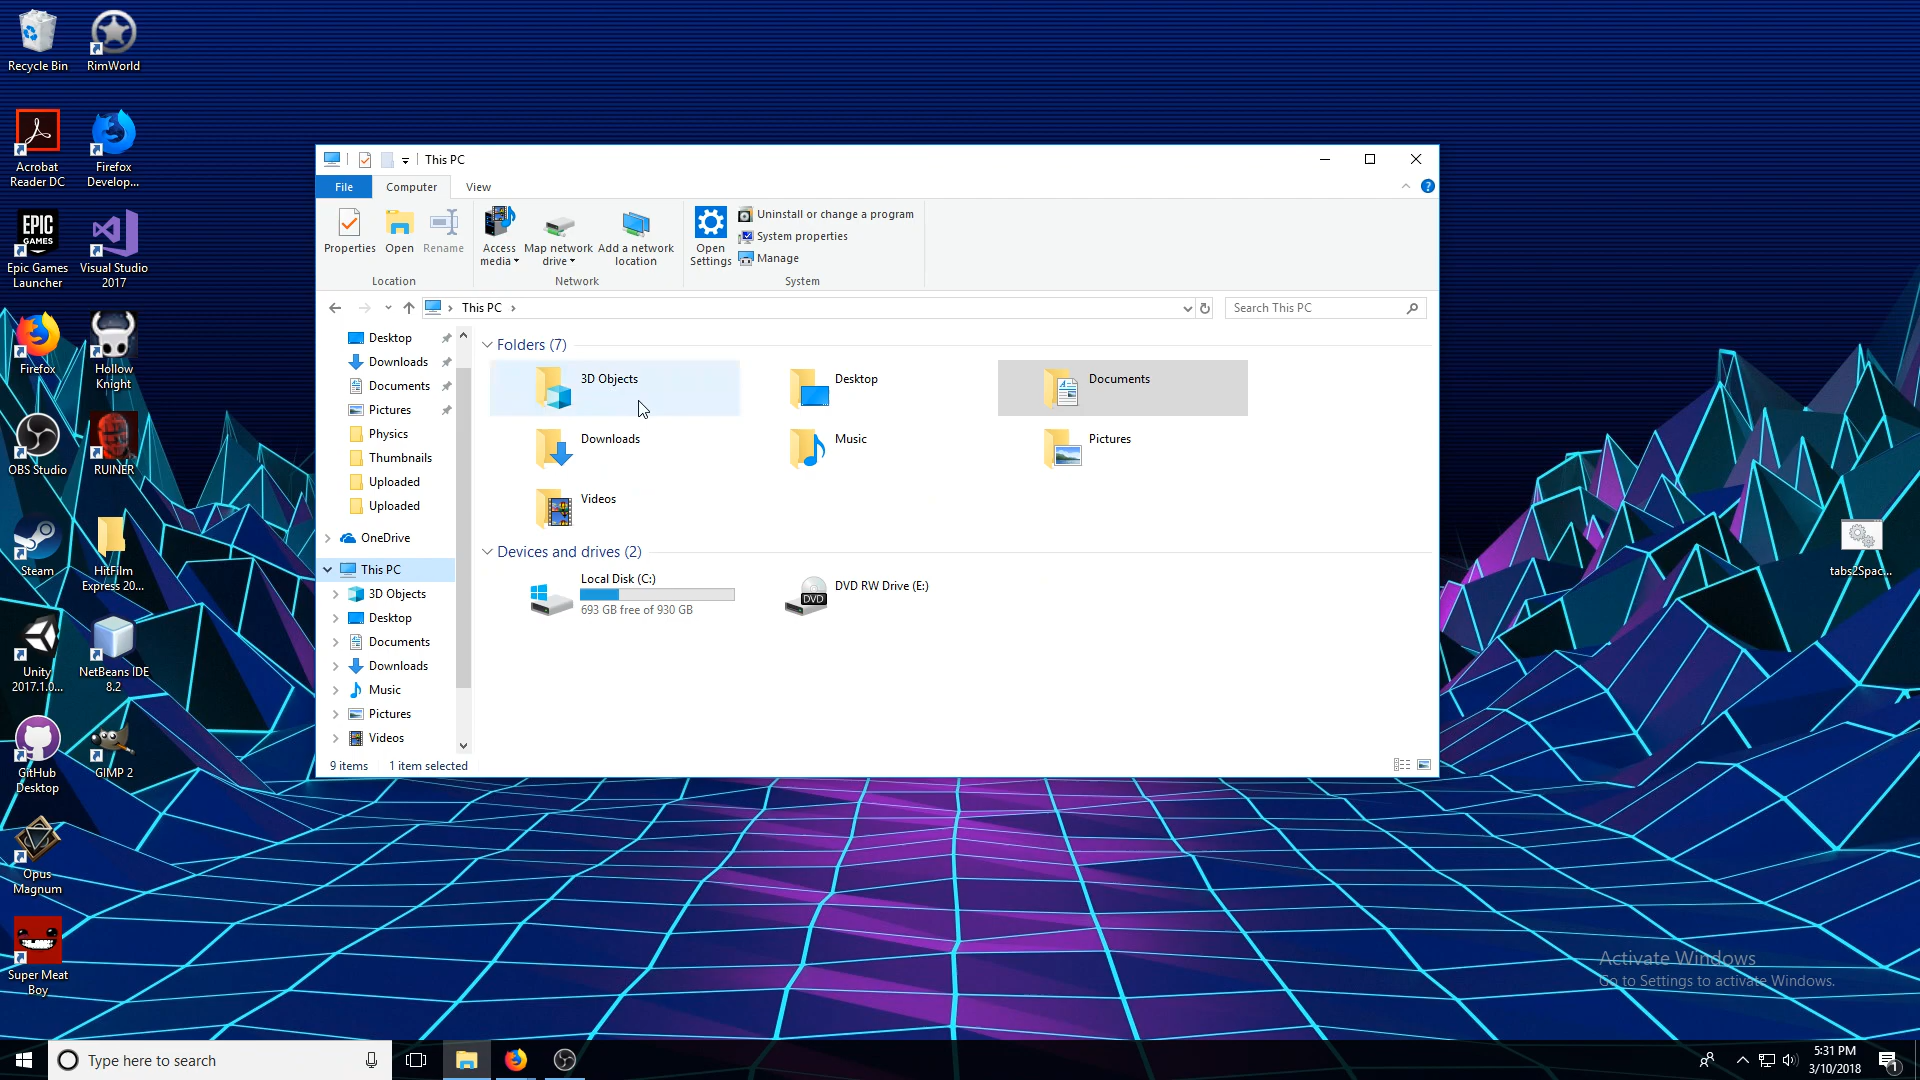 Recycle Bin
RimWorld
Acrobat
Reader DC
Firefox
Develop...
EPIC
GAMES
Epic Games
Launcher
Visual Studio
2017
Firefox
Hollow
Knight
OBS Studio
RUINER
Steam
HitFilm
Express 20...
Unity
2017.1.0...
NetBeans IDE
8.2
GitHub
Desktop
GIMP 2
Opus
Magnum
Super Meat
Boy
This PC
File
Computer
View
Properties
Open
Rename
Location
Access
media
Map network
drive
Add a network
location
Network
Open
Settings
Uninstall or change a program
System properties
Manage
System
This PC
Search This PC
Desktop
Downloads
Documents
Pictures
Physics
Thumbnails
Uploaded
Uploaded
OneDrive
This PC
3D Objects
Desktop
Documents
Downloads
Music
Pictures
Videos
Folders (7)
3D Objects
Desktop
Documents
Downloads
Music
Pictures
Videos
Devices and drives (2)
Local Disk (C:)
693 GB free of 930 GB
DVD
DVD RW Drive (E:)
9 items
1 item selected
tabs2Spac...
Activate Windows
Go to Settings to activate Windows.
Type here to search
5:31 PM
3/10/2018
1